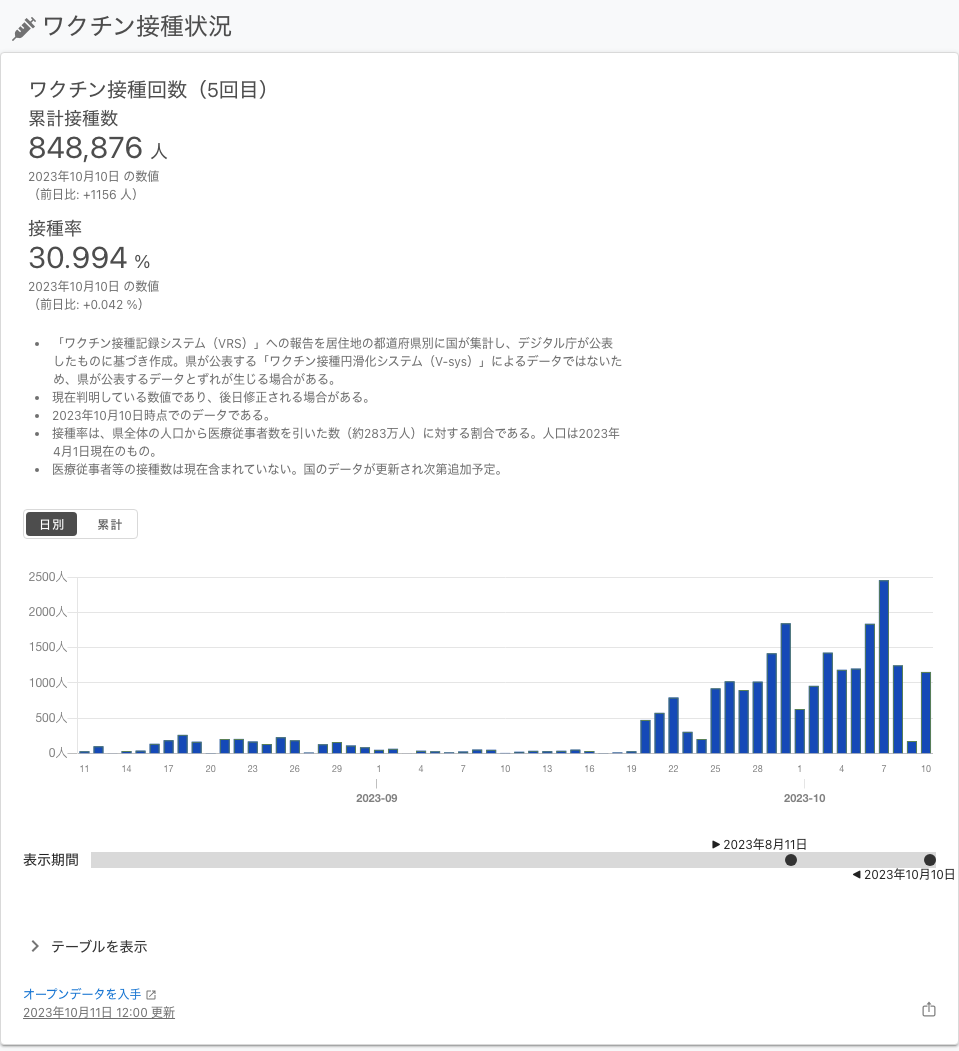 ワクチン接種状況
ワクチン接種回数（5回目）
累計接種数
848,876 人
2023年10月10日 の数値
（前日比: +1156 人）
接種率
30.994 %
2023年10月10日 の数値
（前日比: +0.042 %）
• 「ワクチン接種記録システム（VRS）」への報告を居住地の都道府県別に国が集計し、デジタル庁が公表
したものに基づき作成。県が公表する「ワクチン接種円滑化システム（V-sys）」によるデータではないた
め、県が公表するデータとずれが生じる場合がある。
• 現在判明している数値であり、後日修正される場合がある。
• 2023年10月10日時点でのデータである。
• 接種率は、県全体の人口から医療従事者数を引いた数（約283万人）に対する割合である。人口は2023年
4月1日現在のもの。
• 医療従事者等の接種数は現在含まれていない。国のデータが更新され次第追加予定。
日別 累計
2500人
2000人
1500人
1000人
500人
0人
11 14 17 20 23 26 29 1 4 7 10 13 16 19 22 25 28 1 4 7 10
2023-09 2023-10
▶ 2023年8月11日
表示期間
◀ 2023年10月10日
テーブルを表示
オープンデータを入手
2023年10月11日 12:00 更新